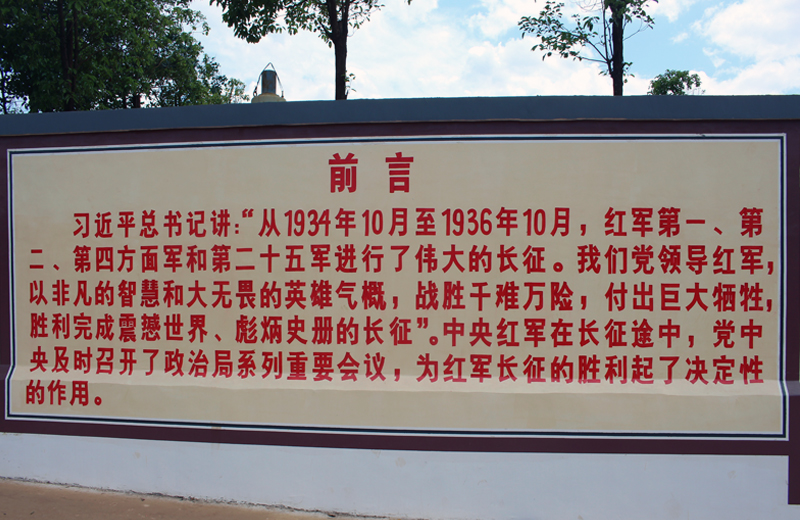 前言
习近平总书记讲:“从1934年10月至1936年10月，红军第一、第
二、第四方面军和第二十五军进行了伟大的长征。我们党领导红军，
以非凡的智慧和大无畏的英雄气概，战胜千难万险，付出巨大牺牲，
胜利完成震撼世界、彪炳史册的长征”。中央红军在长征途中，党中
央及时召开了政治局系列重要会议，为红军长征的胜利起了决定性
的作用。